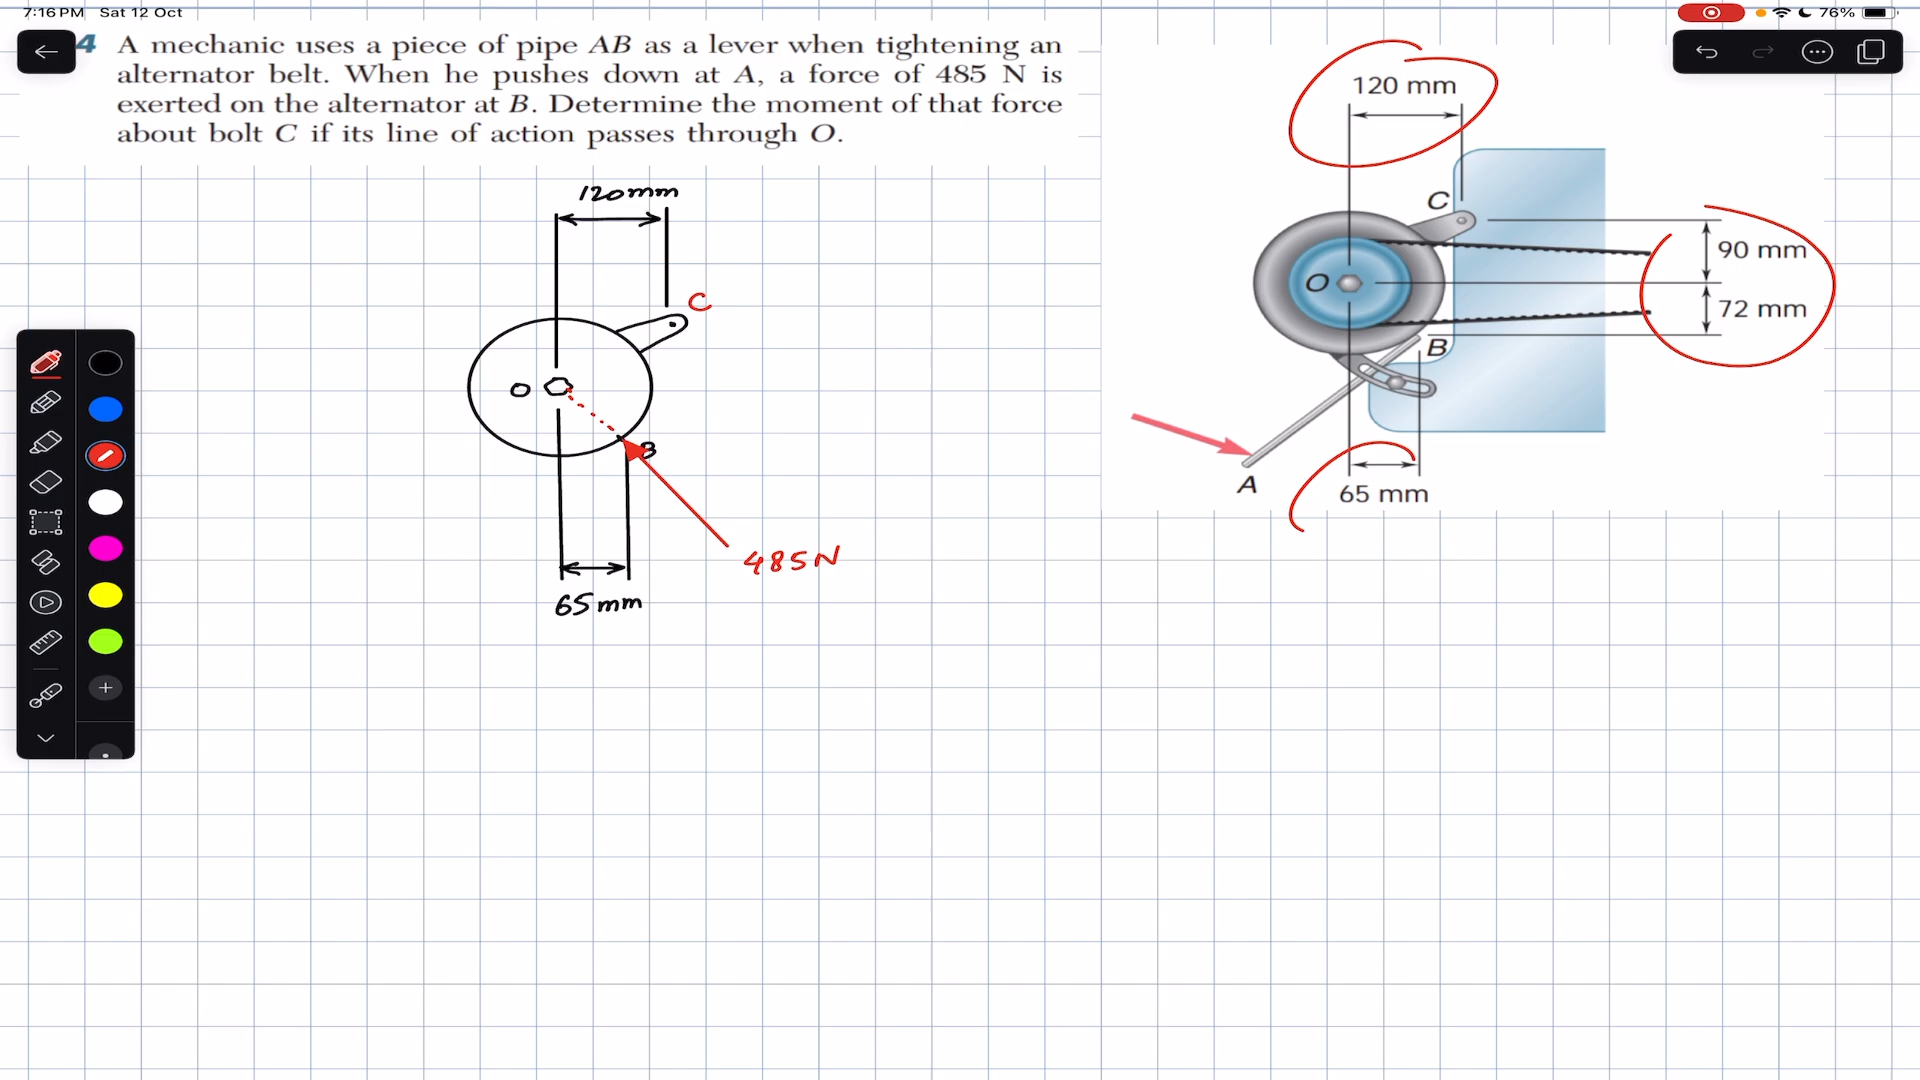 7:16 PM Sat 12 Oct
76%
4 A mechanic uses a piece of pipe AB as a lever when tightening an
alternator belt. When he pushes down at A, a force of 485 N is
exerted on the alternator at B. Determine the moment of that force
about bolt C if its line of action passes through O.
120 mm
C
90 mm
O
72 mm
B
A
65 mm
120mm
C
O
B
485N
65mm